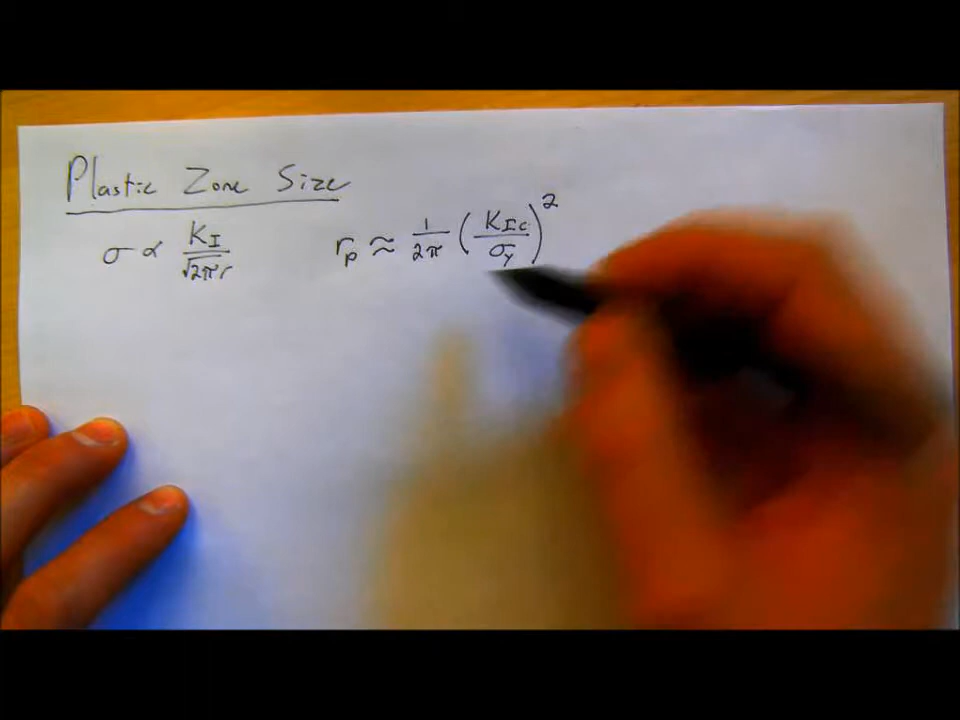 Plastic Zone Size
σ ∝ K_I / √(2πr)   r_p ≈ 1/2π (K_Ic / σ_y)²